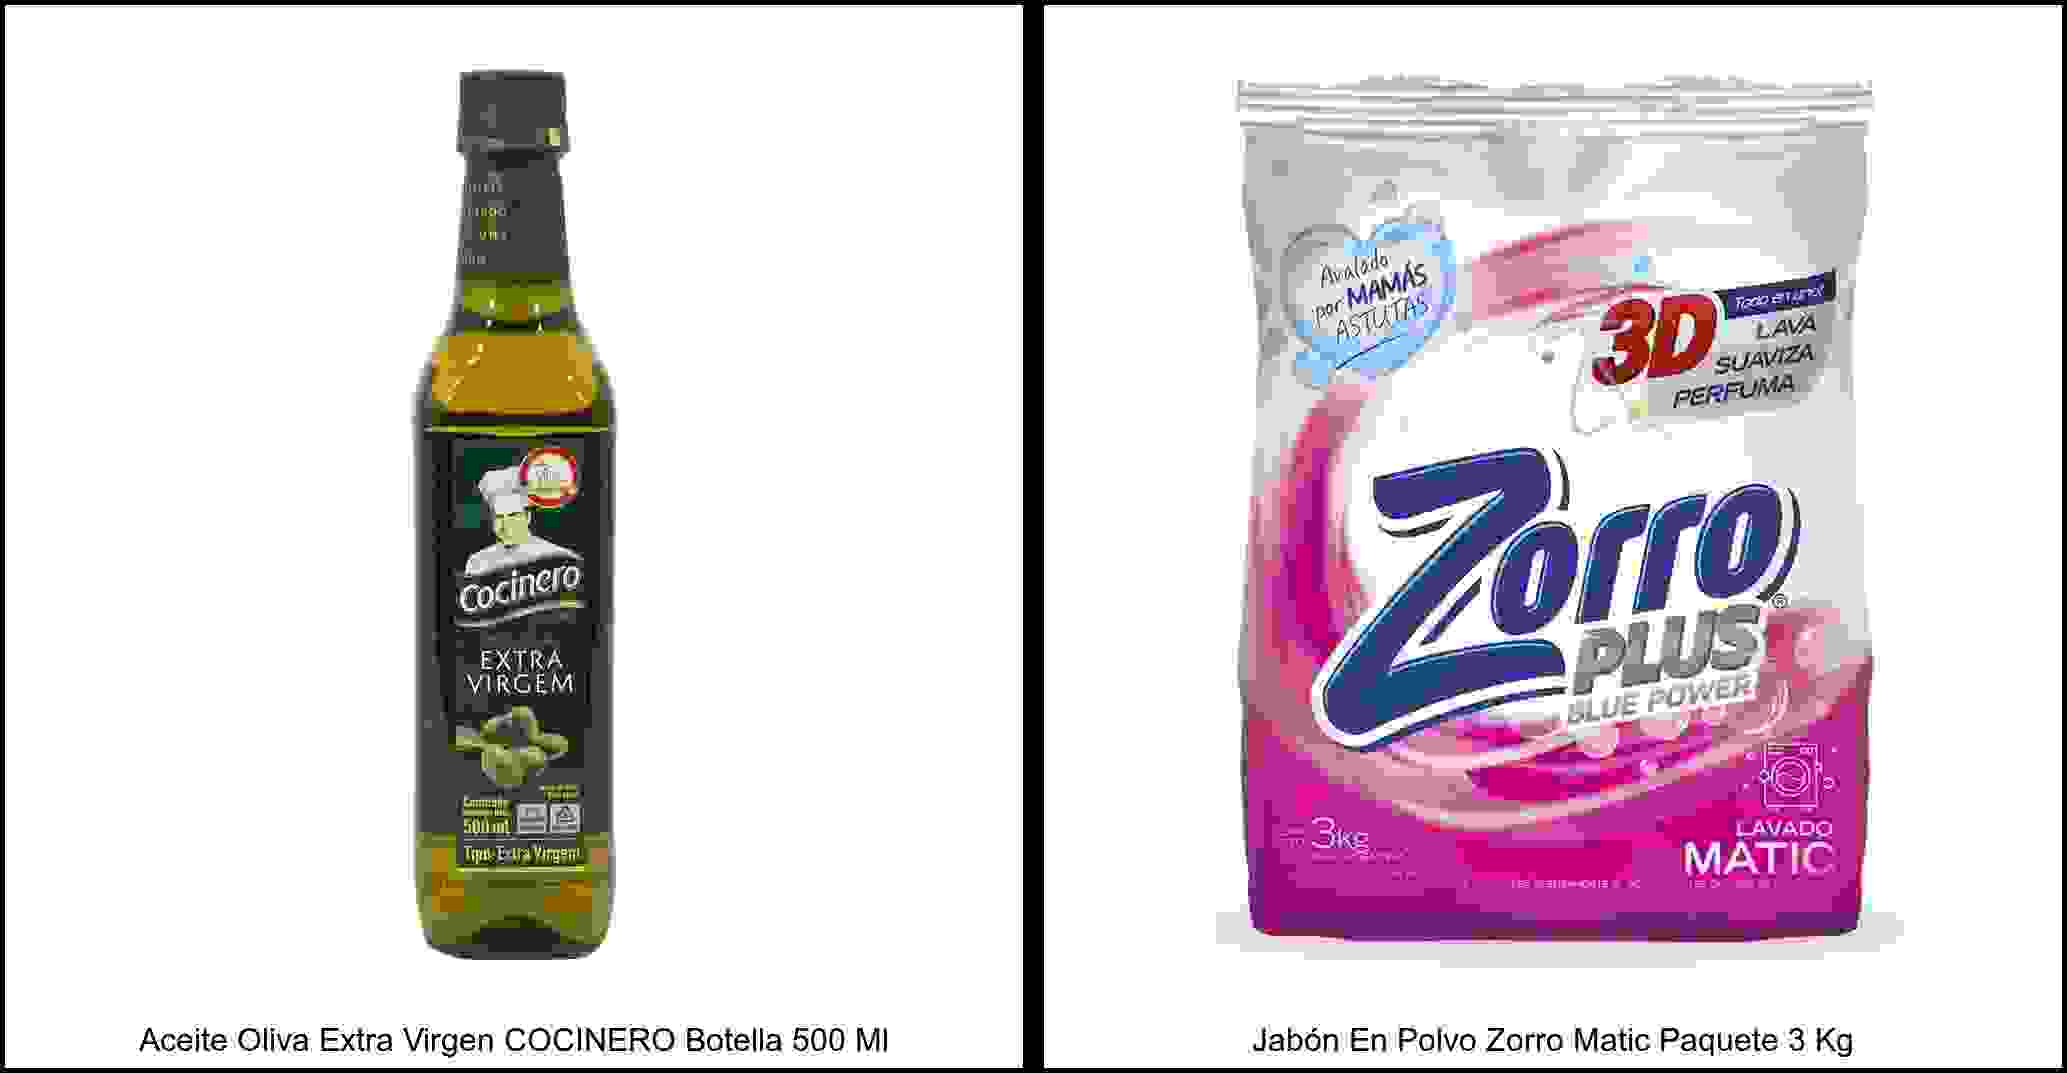 Cocinero
EXTRA
VIRGEM
500 ml
Tipo: Extra Virgem
Aceite Oliva Extra Virgen COCINERO Botella 500 Ml
Avalado
por MAMÁS
ASTUTAS
3D
Todo en uno!
LAVA
SUAVIZA
PERFUMA
Zorro
PLUS
BLUE POWER
3kg
LAVADO
MATIC
Jabón En Polvo Zorro Matic Paquete 3 Kg